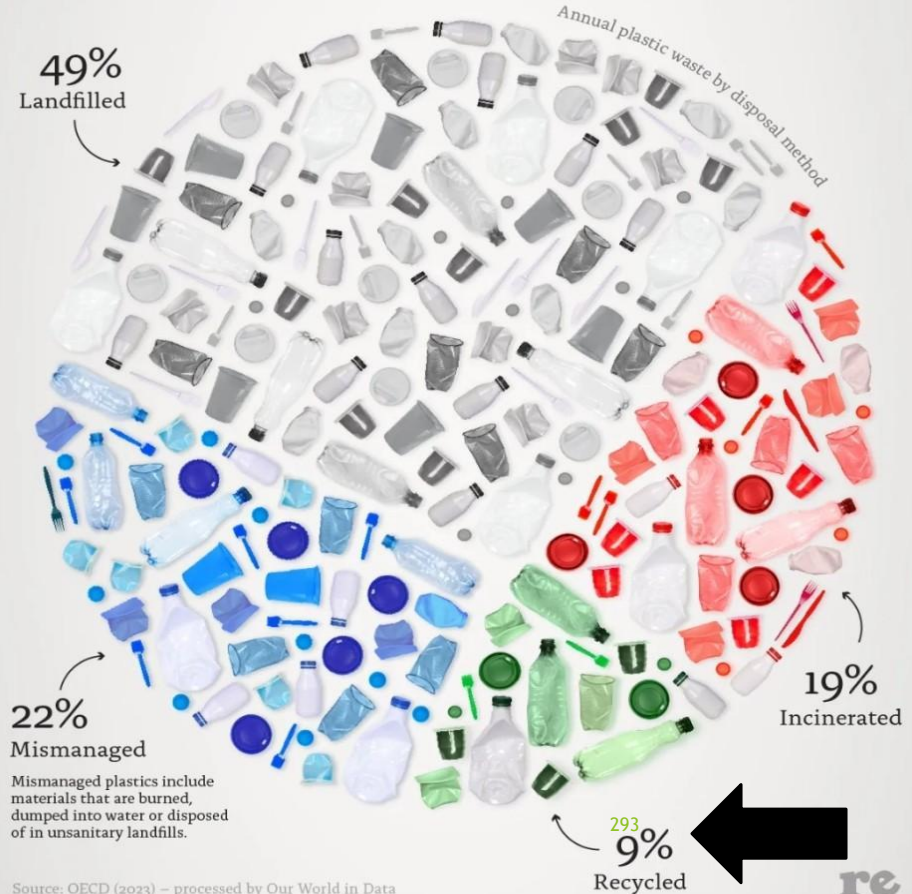 Annual plastic waste by disposal method
49%
Landfilled
19%
Incinerated
22%
Mismanaged
Mismanaged plastics include
materials that are burned,
dumped into water or disposed
of in unsanitary landfills.
293
9%
Recycled
Source: OECD (2023) – processed by Our World in Data
re